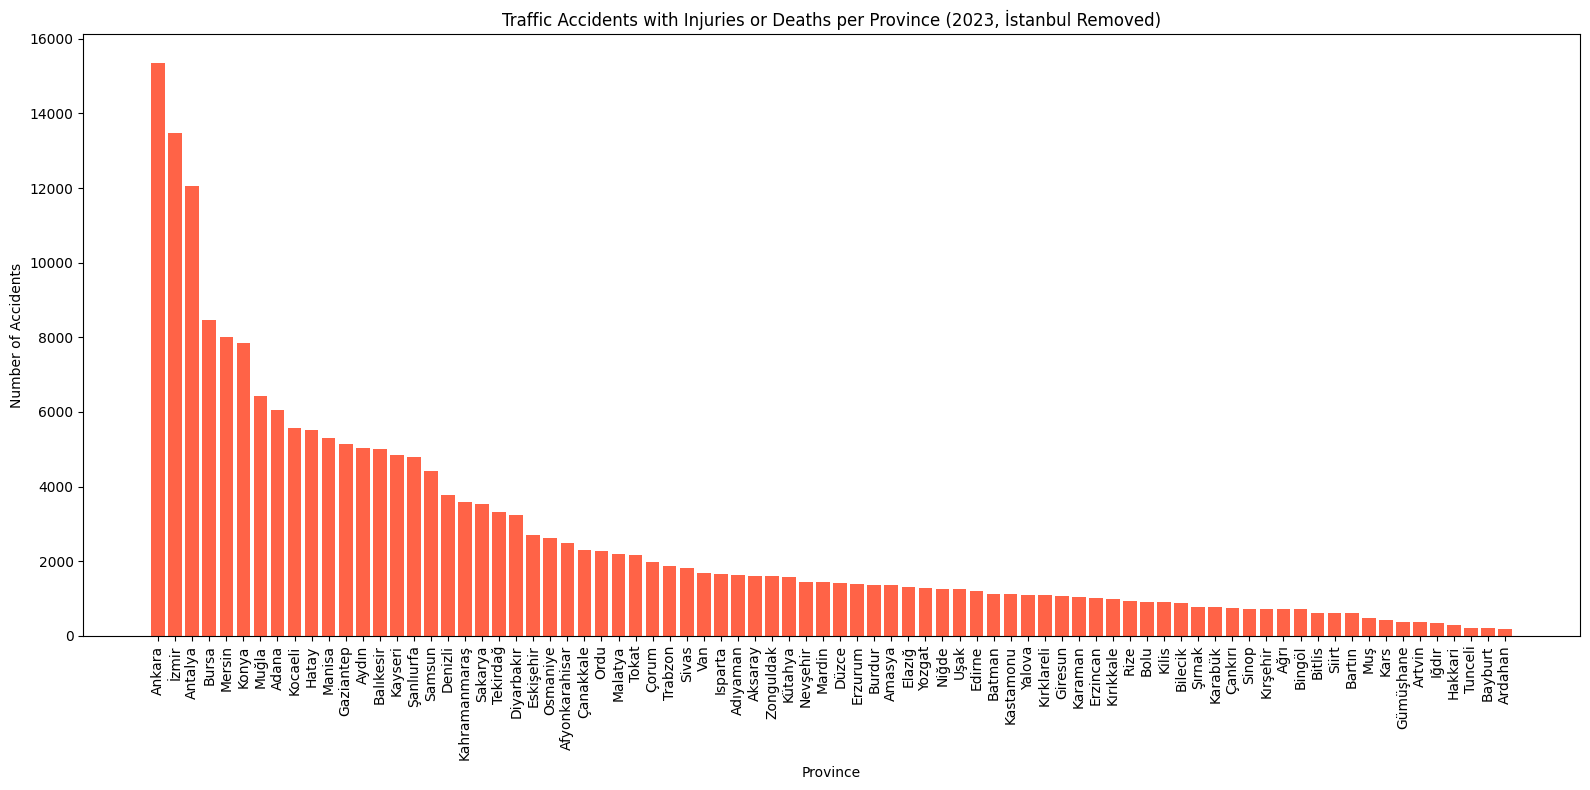 Traffic Accidents with Injuries or Deaths per Province (2023, İstanbul Removed)
Number of Accidents
16000
14000
12000
10000
8000
6000
4000
2000
0
Ankara
İzmir
Antalya
Bursa
Mersin
Konya
Muğla
Adana
Kocaeli
Hatay
Manisa
Gaziantep
Aydın
Balıkesir
Kayseri
Şanlıurfa
Samsun
Denizli
Kahramanmaraş
Sakarya
Tekirdağ
Diyarbakır
Eskişehir
Osmaniye
Afyonkarahisar
Çanakkale
Ordu
Malatya
Tokat
Çorum
Trabzon
Sivas
Van
Isparta
Adıyaman
Aksaray
Zonguldak
Kütahya
Nevşehir
Mardin
Düzce
Erzurum
Burdur
Amasya
Elazığ
Yozgat
Niğde
Uşak
Edirne
Batman
Kastamonu
Yalova
Kırklareli
Giresun
Karaman
Erzincan
Kırıkkale
Rize
Bolu
Kilis
Bilecik
Şırnak
Karabük
Çankırı
Sinop
Kırşehir
Ağrı
Bingöl
Bitlis
Siirt
Bartın
Muş
Kars
Gümüşhane
Artvin
Iğdır
Hakkari
Tunceli
Bayburt
Ardahan
Province